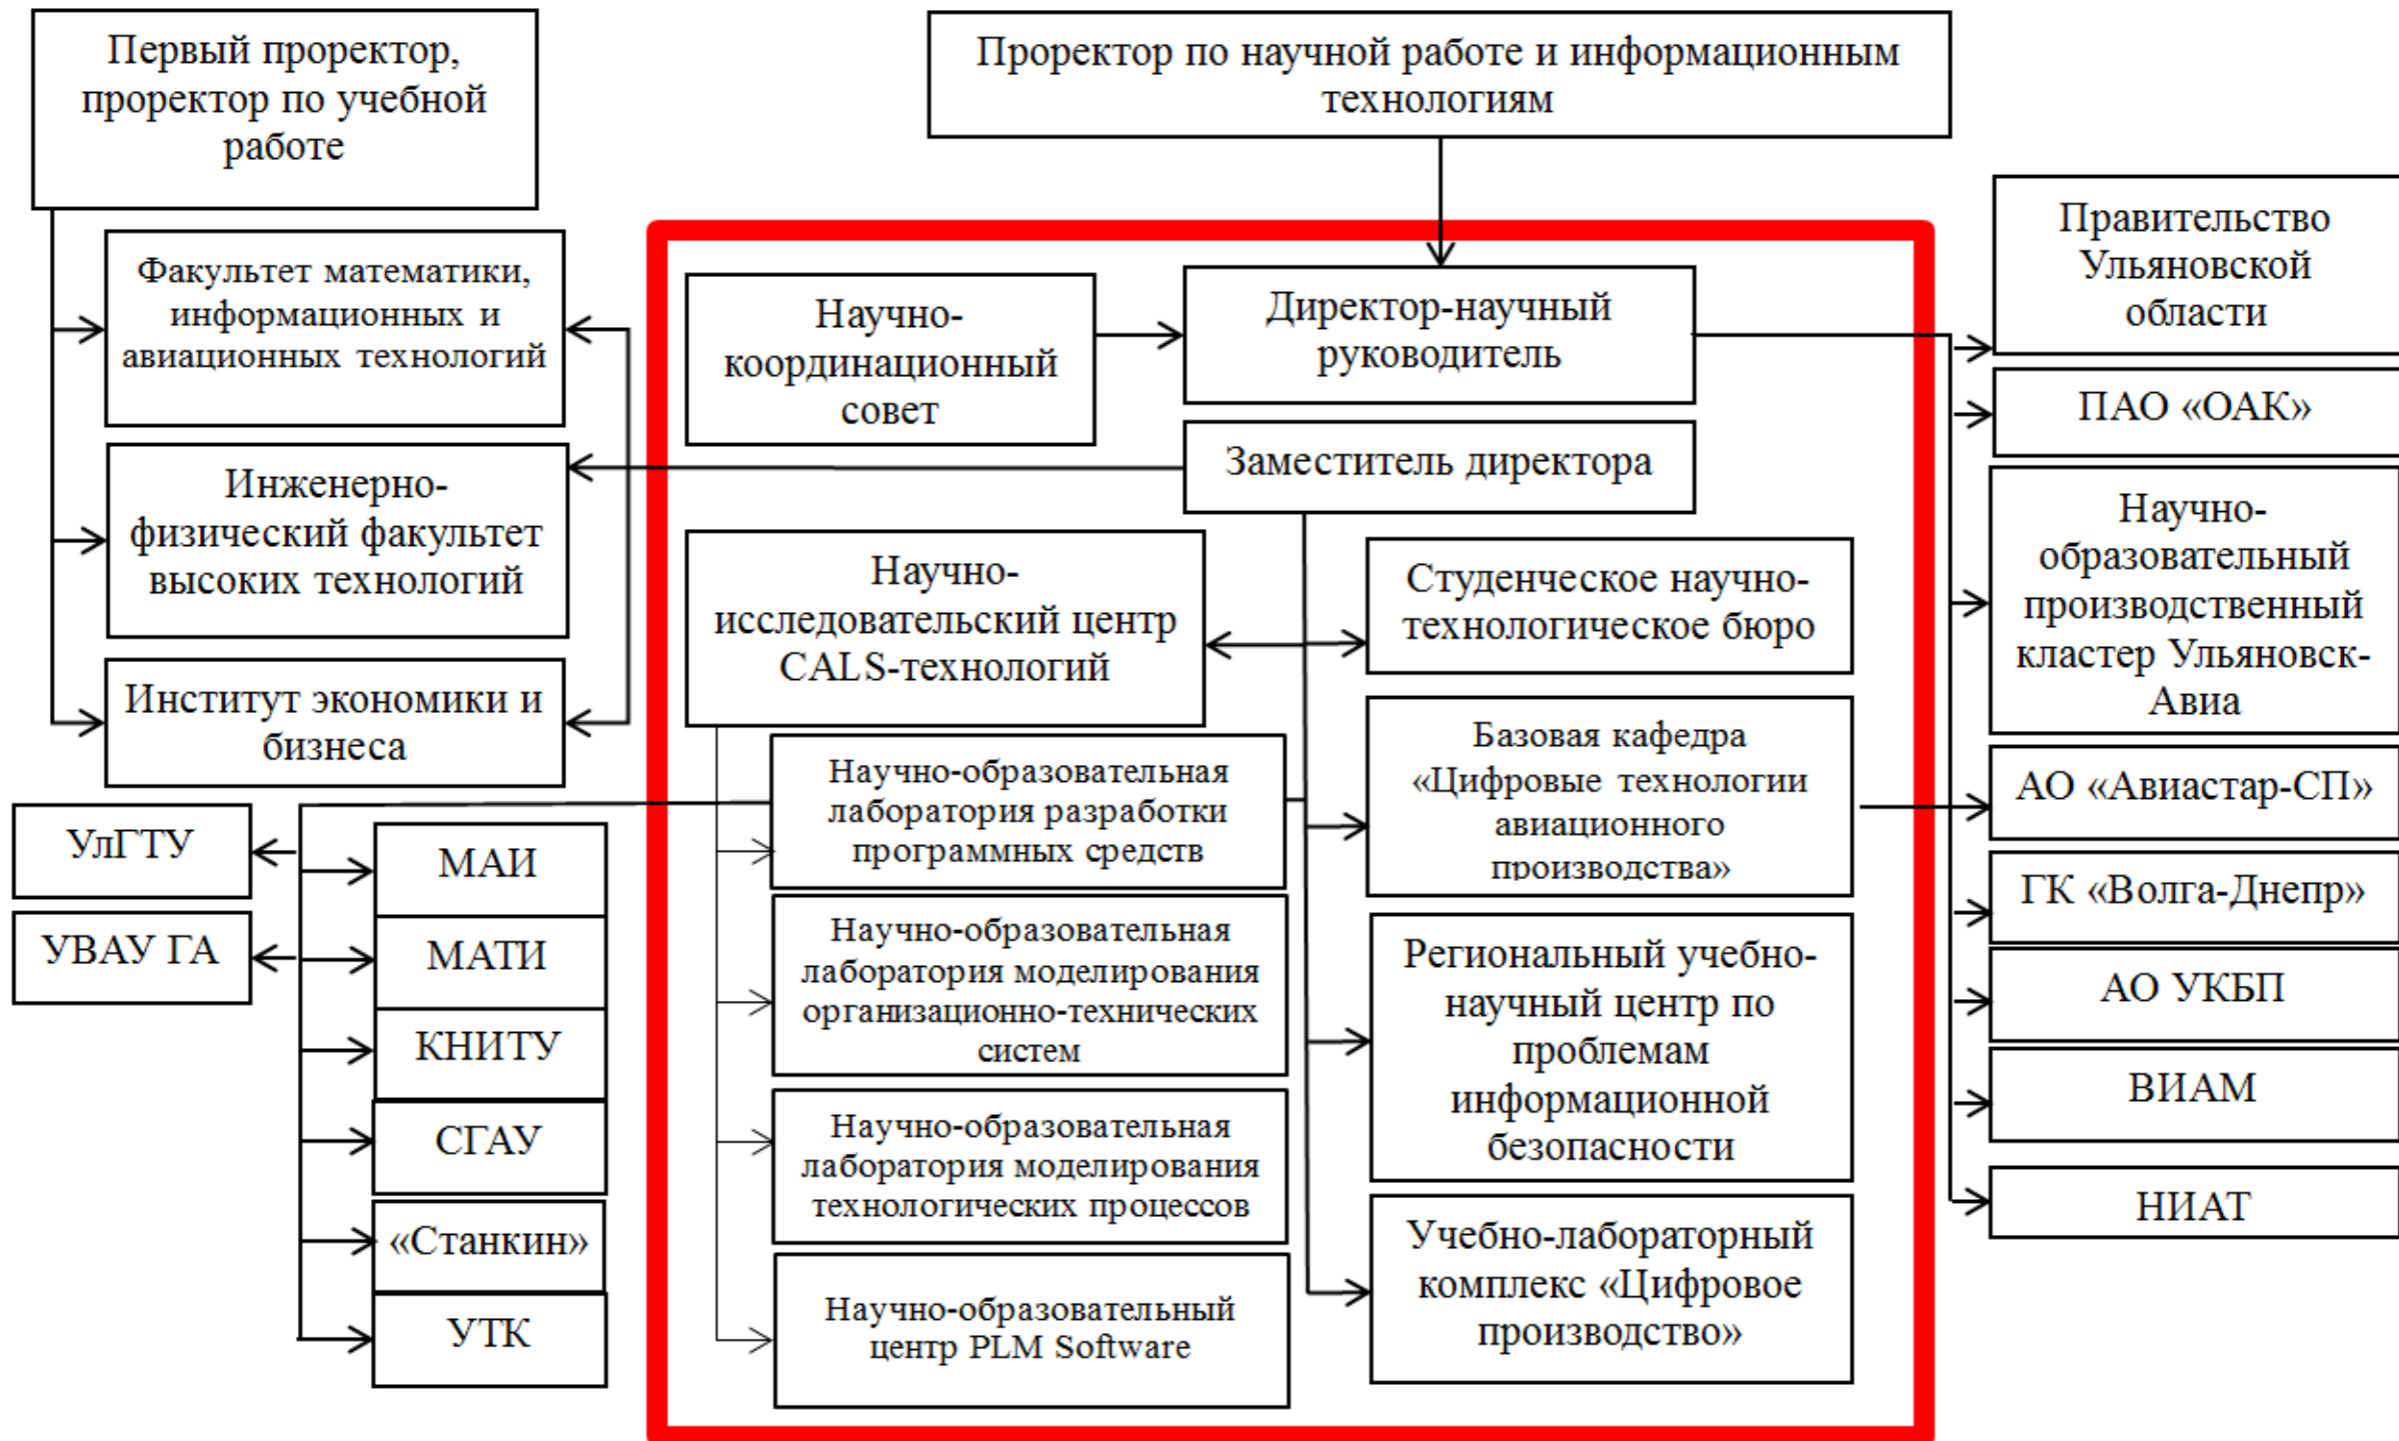 Первый проректор,
проректор по учебной
работе
Проректор по научной работе и информационным
технологиям
Факультет математики,
информационных и
авиационных технологий
Инженерно-
физический факультет
высоких технологий
Институт экономики и
бизнеса
УлГТУ
УВАУ ГА
МАИ
МАТИ
КНИТУ
СГАУ
«Станкин»
УТК
Научно-
координационный
совет
Директор-научный
руководитель
Заместитель директора
Научно-
исследовательский центр
CALS-технологий
Научно-образовательная
лаборатория разработки
программных средств
Научно-образовательная
лаборатория моделирования
организационно-технических
систем
Научно-образовательная
лаборатория моделирования
технологических процессов
Научно-образовательный
центр PLM Software
Студенческое научно-
технологическое бюро
Базовая кафедра
«Цифровые технологии
авиационного
производства»
Региональный учебно-
научный центр по
проблемам
информационной
безопасности
Учебно-лабораторный
комплекс «Цифровое
производство»
Правительство
Ульяновской
области
ПАО «ОАК»
Научно-
образовательный
производственный
кластер Ульяновск-
Авиа
АО «Авиастар-СП»
ГК «Волга-Днепр»
АО УКБП
ВИАМ
НИАТ